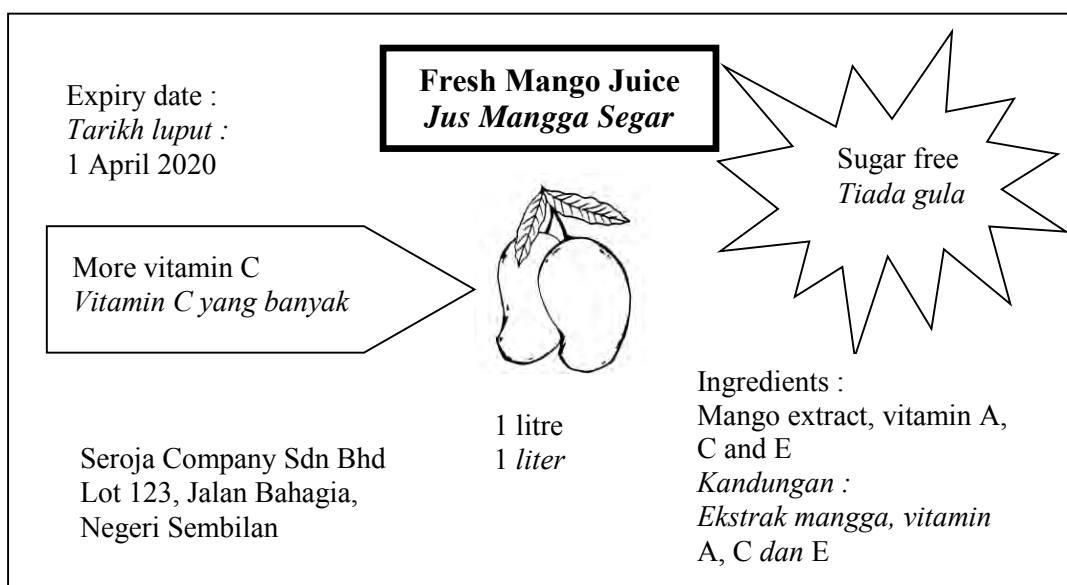 Fresh Mango Juice
Jus Mangga Segar
Expiry date :
Tarikh luput :
1 April 2020
Sugar free
Tiada gula
More vitamin C
Vitamin C yang banyak
Seroja Company Sdn Bhd
Lot 123, Jalan Bahagia,
Negeri Sembilan
1 litre
1 liter
Ingredients :
Mango extract, vitamin A,
C and E
Kandungan :
Ekstrak mangga, vitamin
A, C dan E